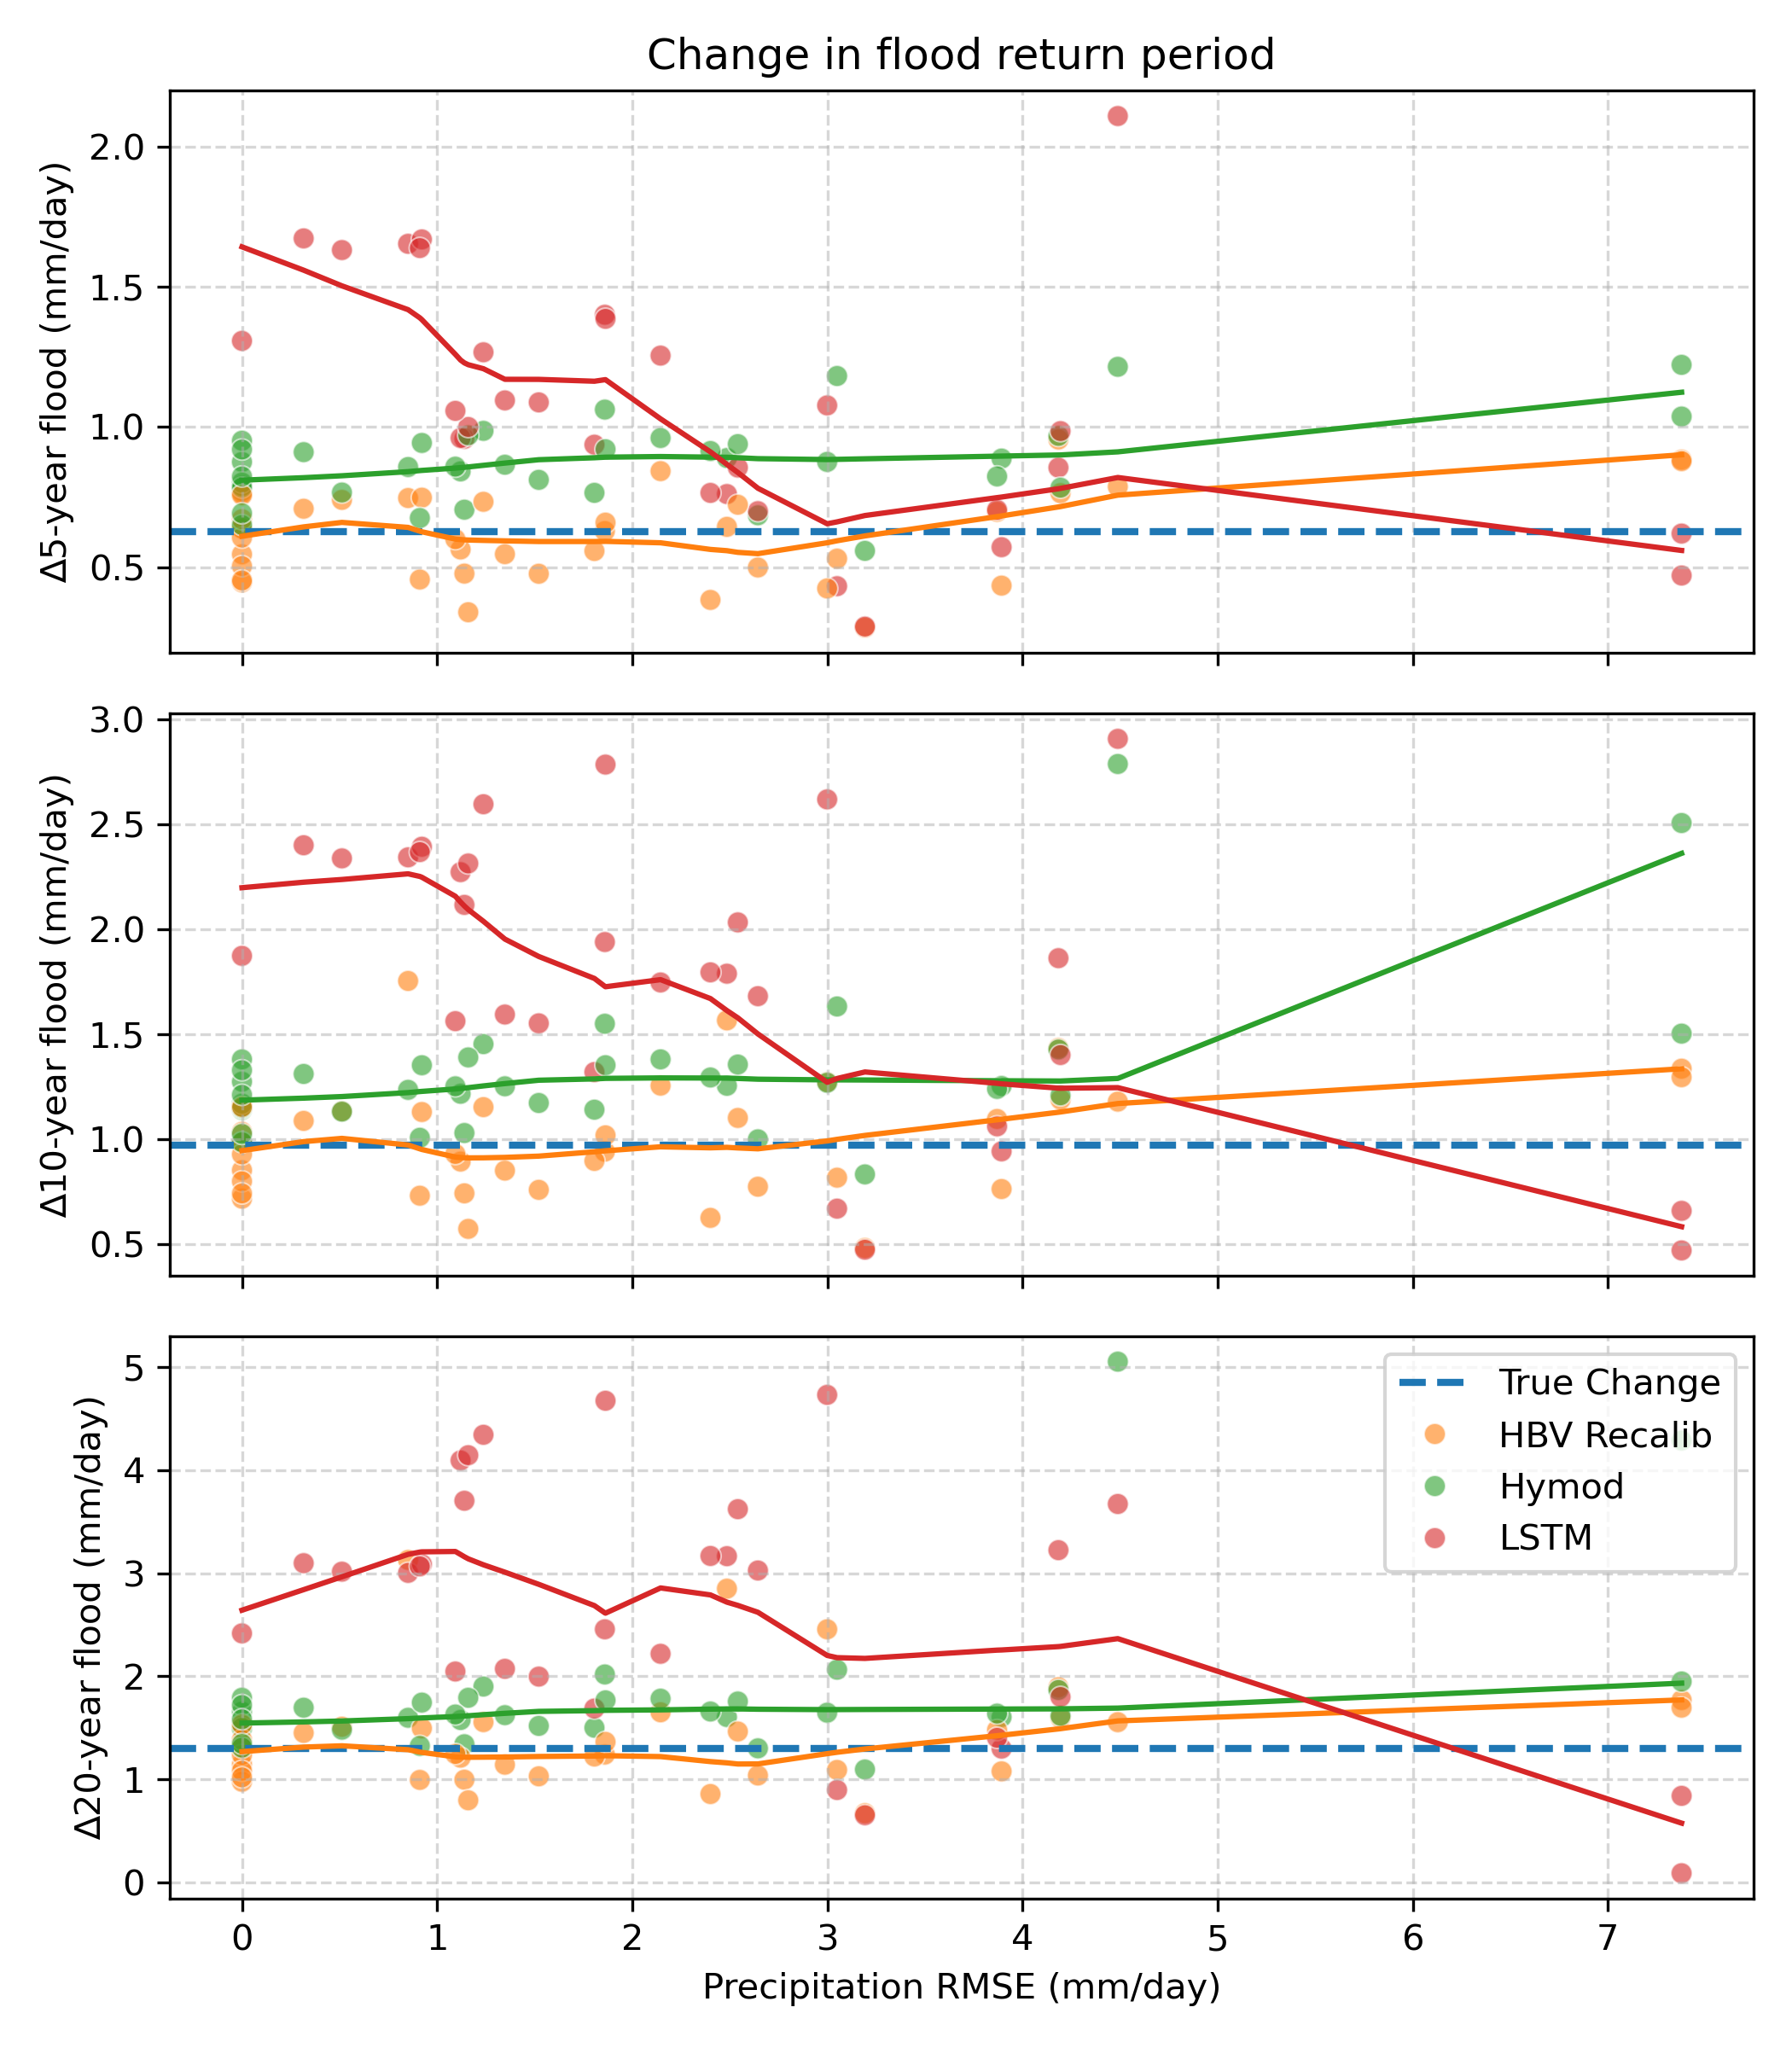 Change in flood return period
Δ5-year flood (mm/day)
2.0
1.5
1.0
0.5
Δ10-year flood (mm/day)
3.0
2.5
2.0
1.5
1.0
0.5
Δ20-year flood (mm/day)
5
4
3
2
1
0
True Change
HBV Recalib
Hymod
LSTM
0 1 2 3 4 5 6 7
Precipitation RMSE (mm/day)